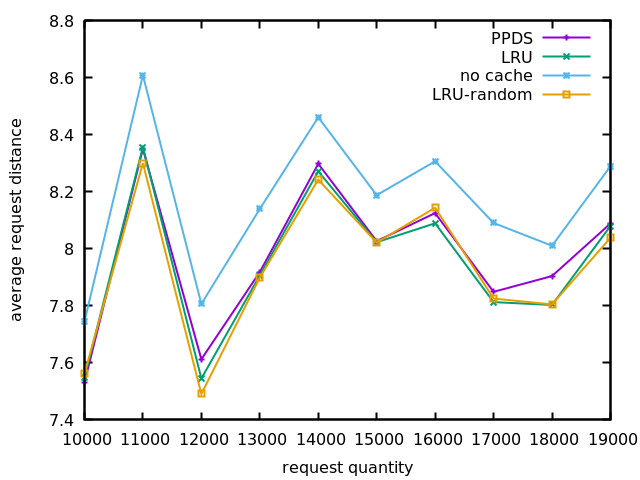 8.8
8.6
8.4
8.2
8
7.8
7.6
7.4
average request distance
PPDS
LRU
no cache
LRU-random
10000 11000 12000 13000 14000 15000 16000 17000 18000 19000
request quantity